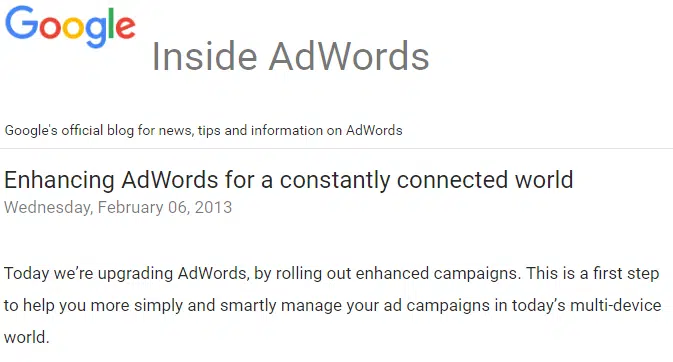 Google
Inside AdWords
Google's official blog for news, tips and information on AdWords
Enhancing AdWords for a constantly connected world
Wednesday, February 06, 2013
Today we’re upgrading AdWords, by rolling out enhanced campaigns. This is a first step
to help you more simply and smartly manage your ad campaigns in today’s multi-device
world.